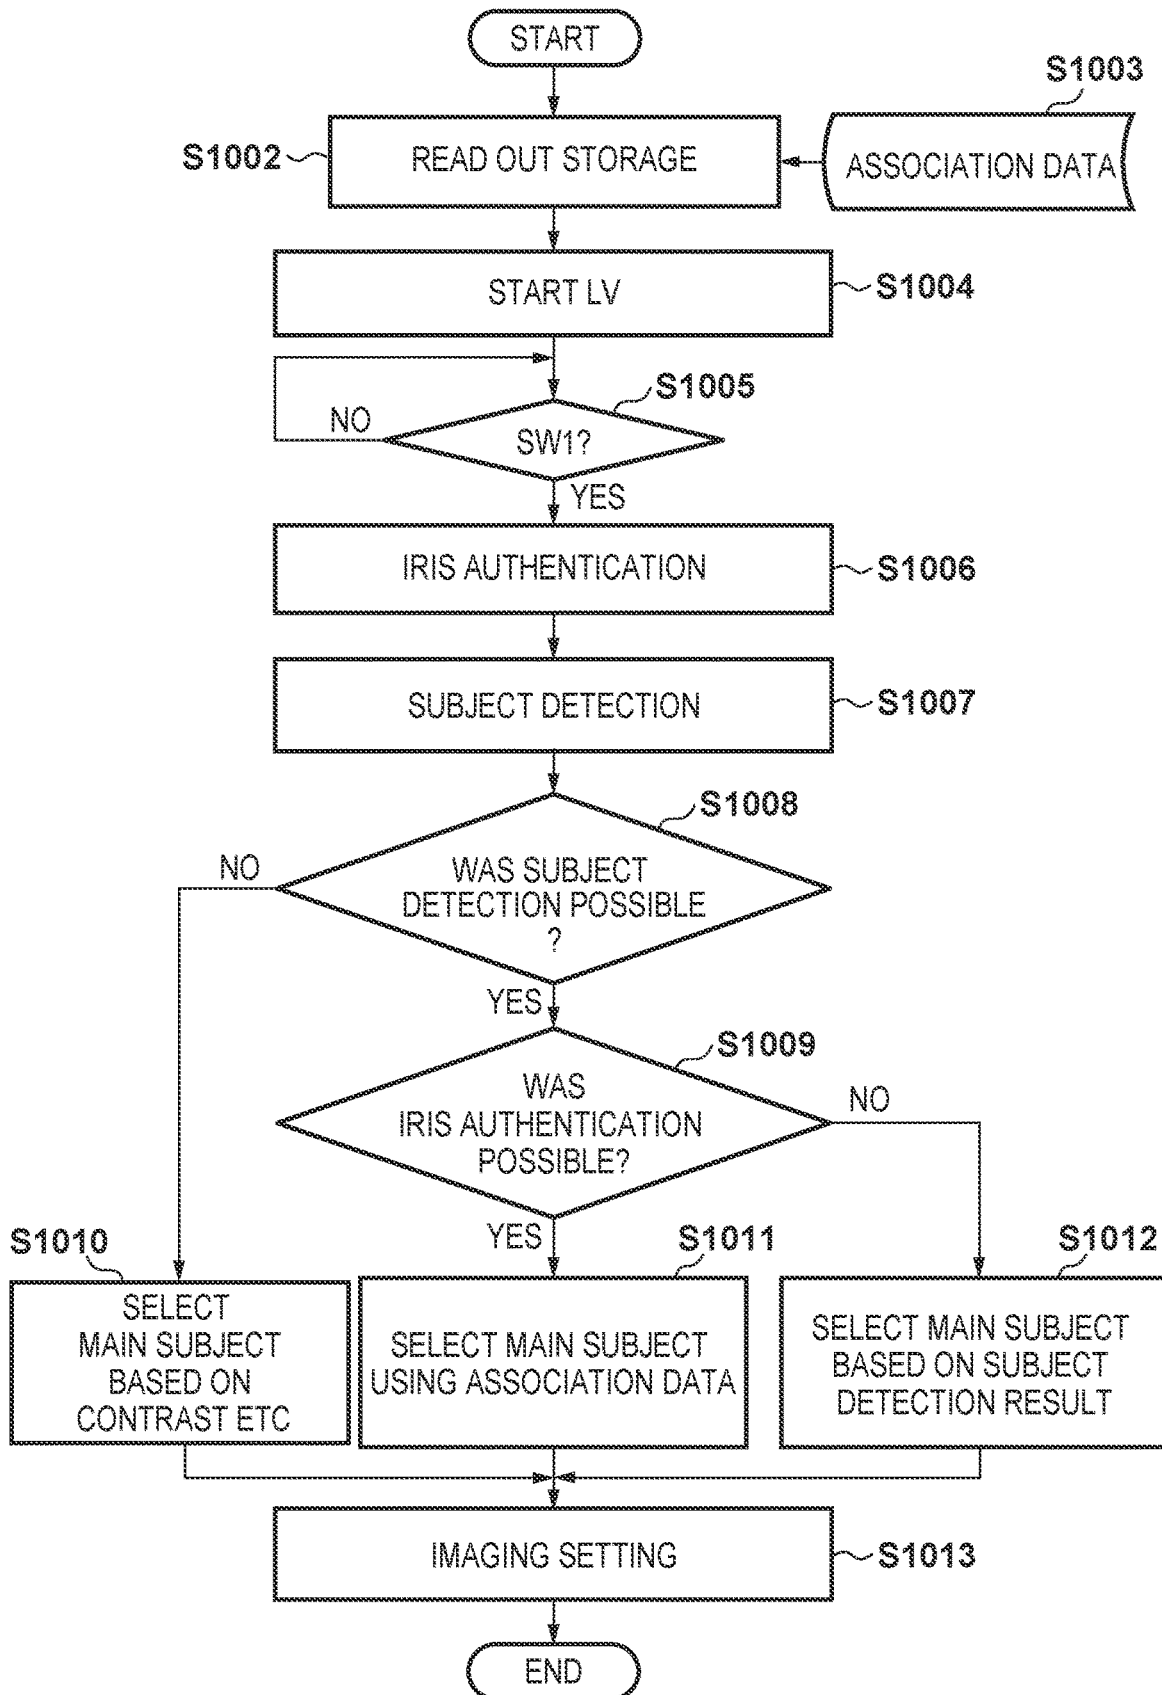 START
S1003
S1002
READ OUT STORAGE
ASSOCIATION DATA
START LV
S1004
S1005
NO
SW1?
YES
IRIS AUTHENTICATION
S1006
SUBJECT DETECTION
S1007
S1008
NO
WAS SUBJECT
DETECTION POSSIBLE
?
YES
S1009
WAS
IRIS AUTHENTICATION
POSSIBLE?
NO
YES
S1010
S1011
S1012
SELECT
MAIN SUBJECT
BASED ON
CONTRAST ETC
SELECT MAIN SUBJECT
USING ASSOCIATION DATA
SELECT MAIN SUBJECT
BASED ON SUBJECT
DETECTION RESULT
IMAGING SETTING
S1013
END